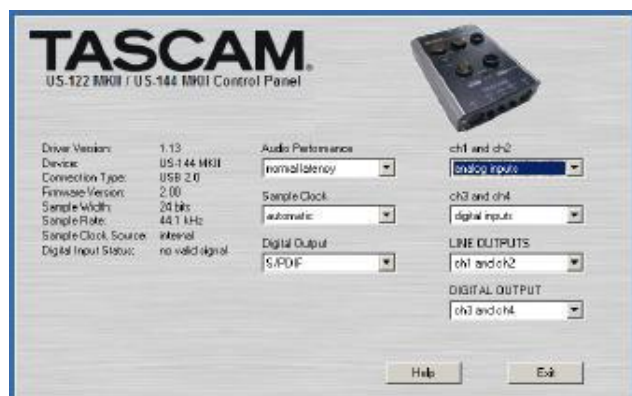 TASCAM.
US-122 MKII / US-144 MKII Control Panel
Driver Version: 1.13
Device: US-144 MKII
Connection Type: USB 2.0
Firmware Version: 2.00
Sample Width: 24 bits
Sample Rate: 44.1 kHz
Sample Clock Source: internal
Digital Input Status: no valid signal
Audio Performance
normal latency
Sample Clock
automatic
Digital Output
S/PDIF
ch1 and ch2
analog inputs
ch3 and ch4
digital inputs
LINE OUTPUTS
ch1 and ch2
DIGITAL OUTPUT
ch3 and ch4
Help
Exit